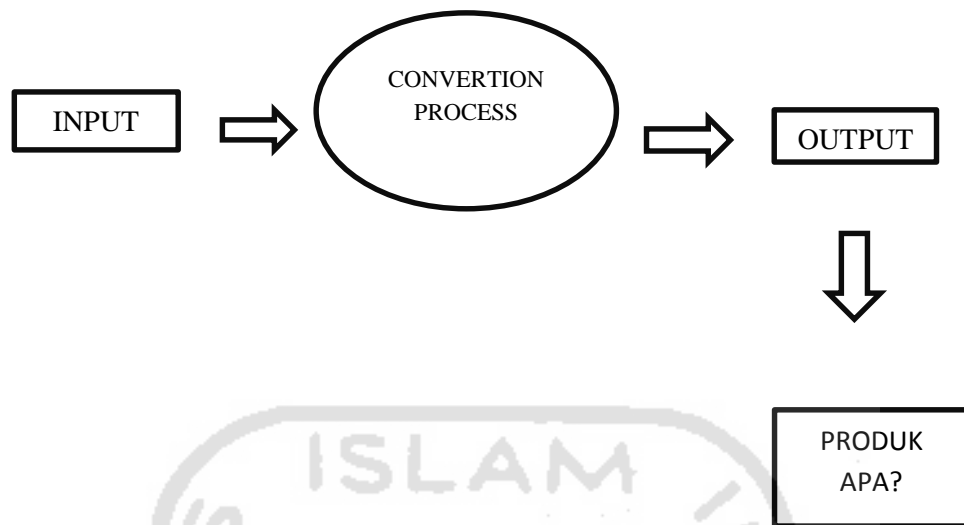 INPUT
CONVERTION
PROCESS
OUTPUT
ISLAM
PRODUK
APA?